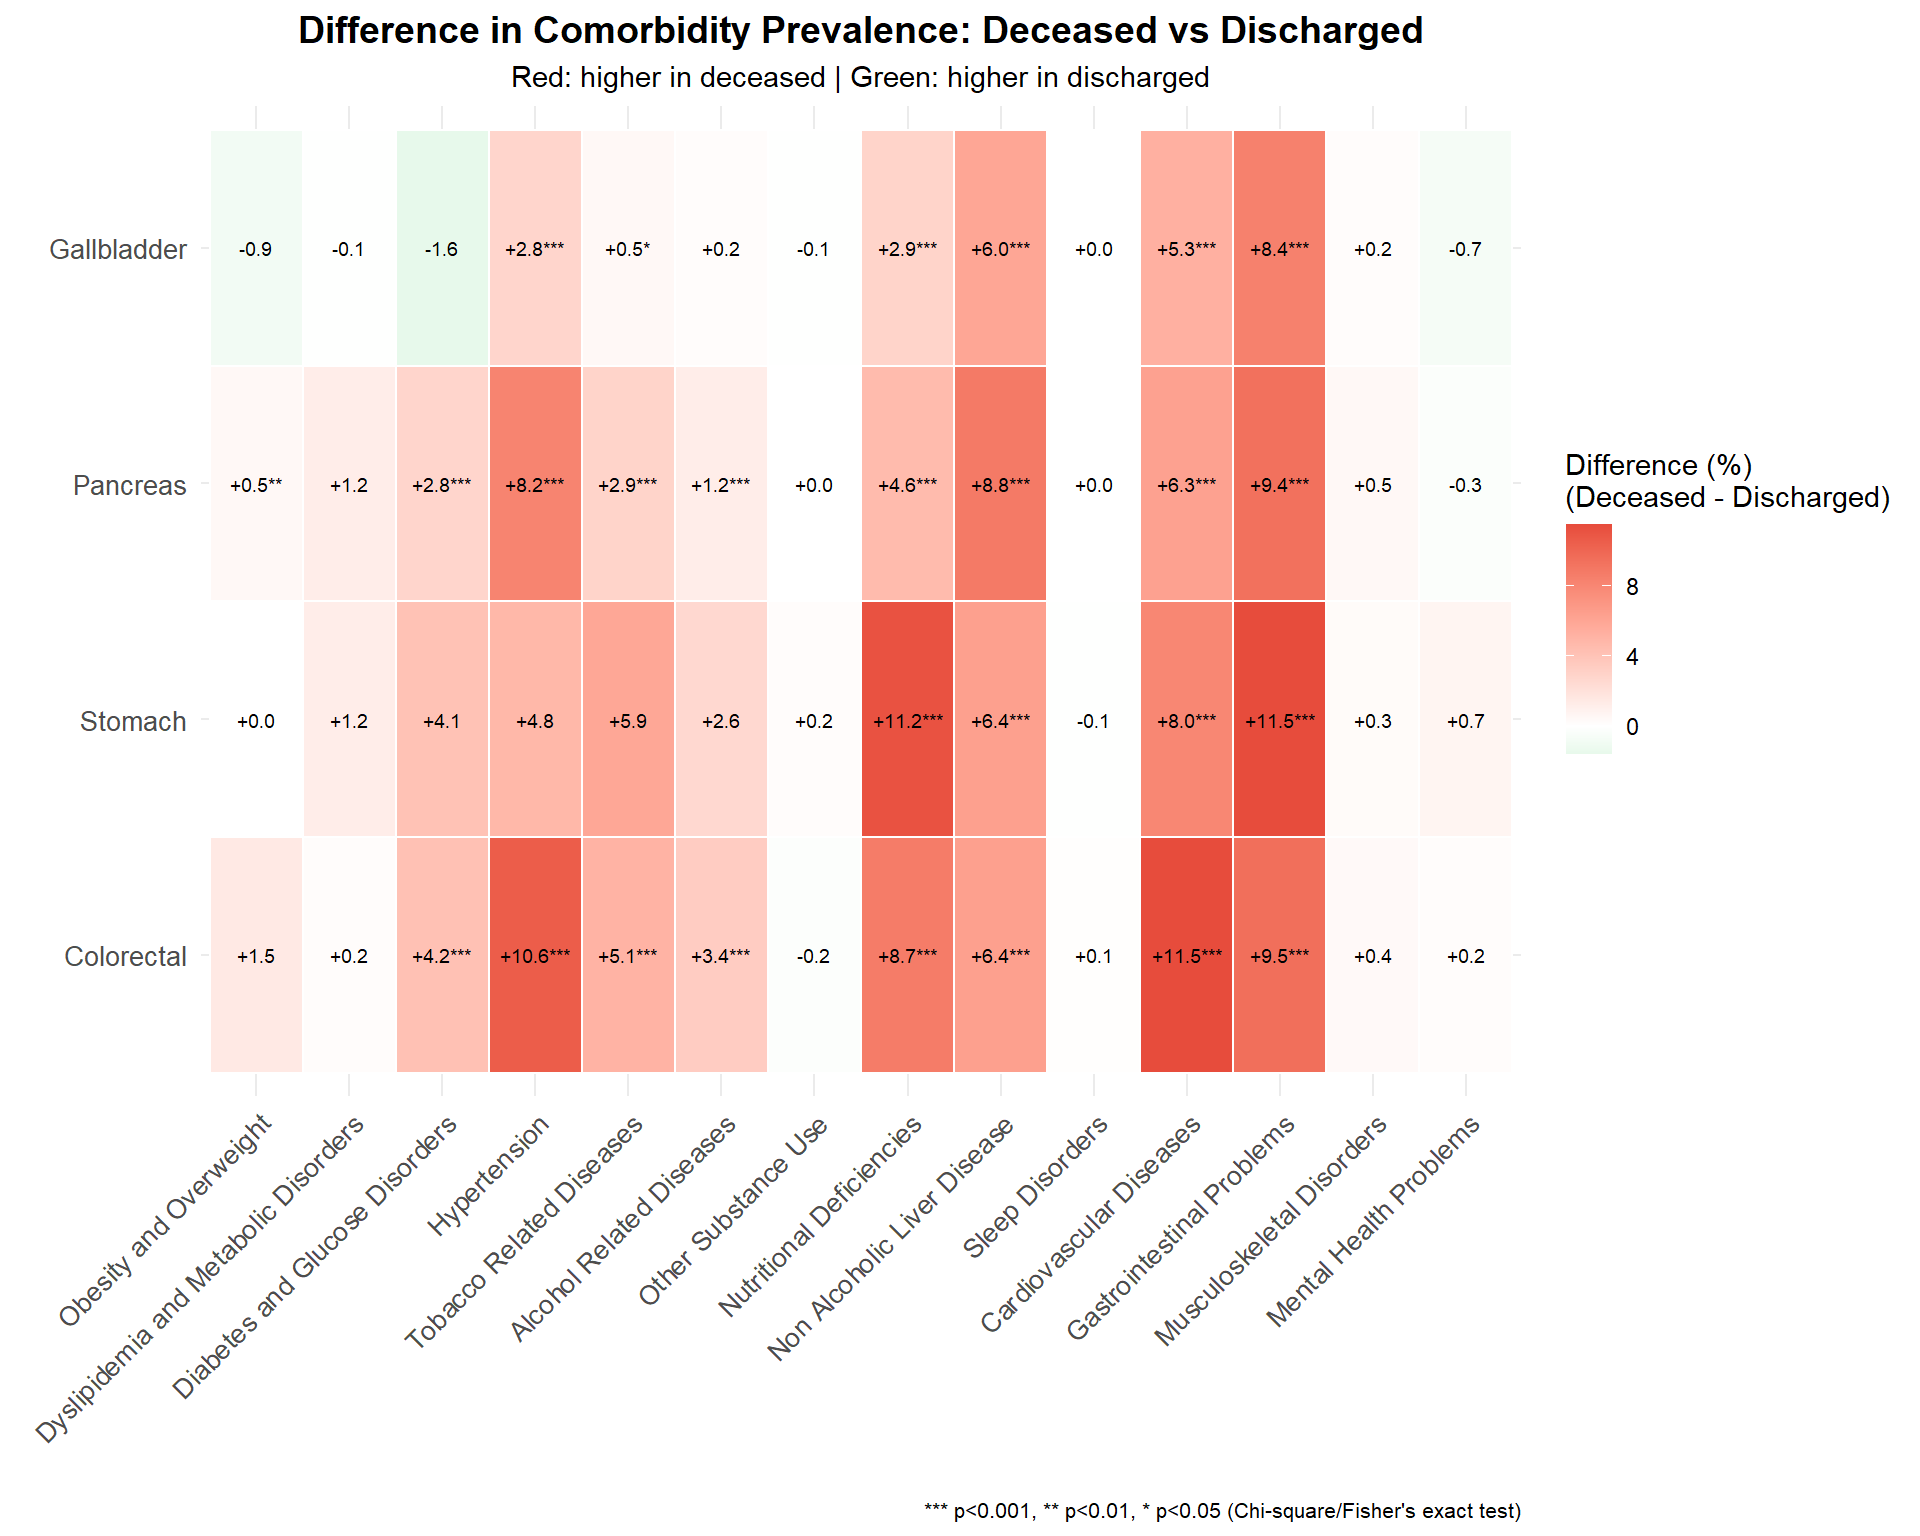 Difference in Comorbidity Prevalence: Deceased vs Discharged
Red: higher in deceased | Green: higher in discharged
Gallbladder
-0.9 -0.1 -1.6 +2.8*** +0.5* +0.2 -0.1 +2.9*** +6.0*** +0.0 +5.3*** +8.4*** +0.2 -0.7
Pancreas
+0.5** +1.2 +2.8*** +8.2*** +2.9*** +1.2*** +0.0 +4.6*** +8.8*** +0.0 +6.3*** +9.4*** +0.5 -0.3
Stomach
+0.0 +1.2 +4.1 +4.8 +5.9 +2.6 +0.2 +11.2*** +6.4*** -0.1 +8.0*** +11.5*** +0.3 +0.7
Colorectal
+1.5 +0.2 +4.2*** +10.6*** +5.1*** +3.4*** -0.2 +8.7*** +6.4*** +0.1 +11.5*** +9.5*** +0.4 +0.2
Obesity and Overweight
Dyslipidemia and Metabolic Disorders
Diabetes and Glucose Disorders
Hypertension
Tobacco Related Diseases
Alcohol Related Diseases
Other Substance Use
Nutritional Deficiencies
Non Alcoholic Liver Disease
Sleep Disorders
Cardiovascular Diseases
Gastrointestinal Problems
Musculoskeletal Disorders
Mental Health Problems
Difference (%)
(Deceased - Discharged)
8
4
0
*** p<0.001, ** p<0.01, * p<0.05 (Chi-square/Fisher's exact test)